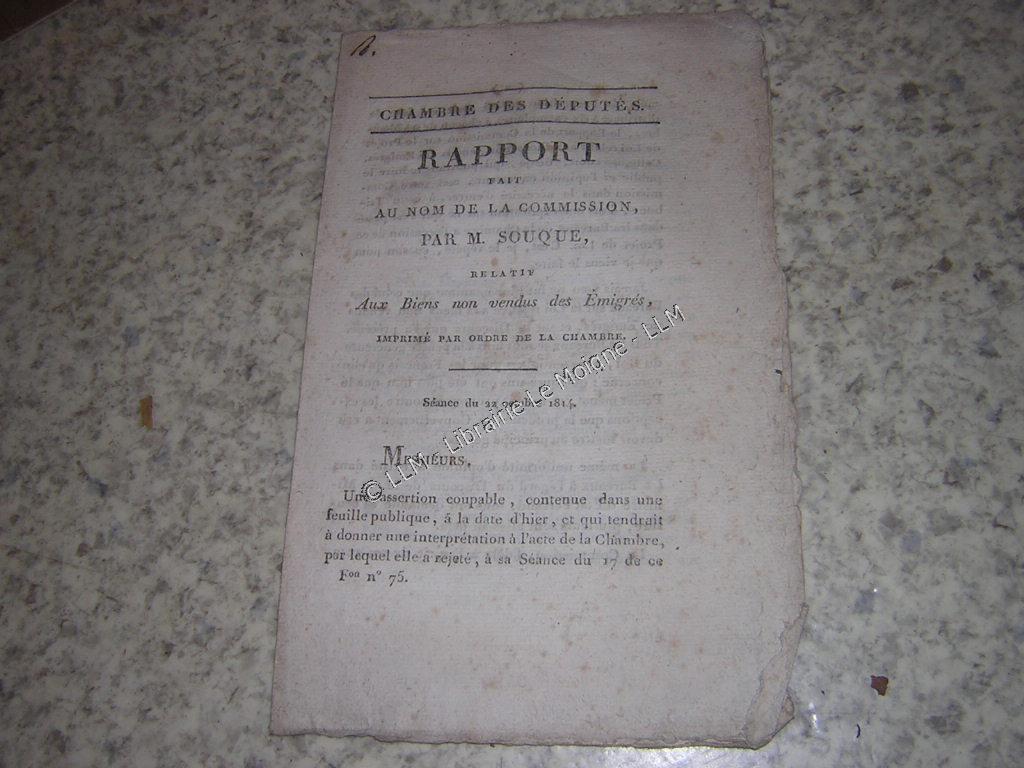 CHAMBRE DES DÉPUTÉS.
RAPPORT
FAIT
AU NOM DE LA COMMISSION,
PAR M. SOUQUE,
RELATIF
Aux Biens non vendus des Émigrés,
IMPRIMÉ PAR ORDRE DE LA CHAMBRE.
Séance du 22 octobre 1814.
MESSIEURS,
Une assertion coupable, contenue dans une
feuille publique, à la date d'hier, et qui tendrait
à donner une interprétation à l'acte de la Chambre,
par lequel elle a rejeté, à sa Séance du 17 de ce
Fon n° 75.
© LLM - Librairie Le Moigne - LLM